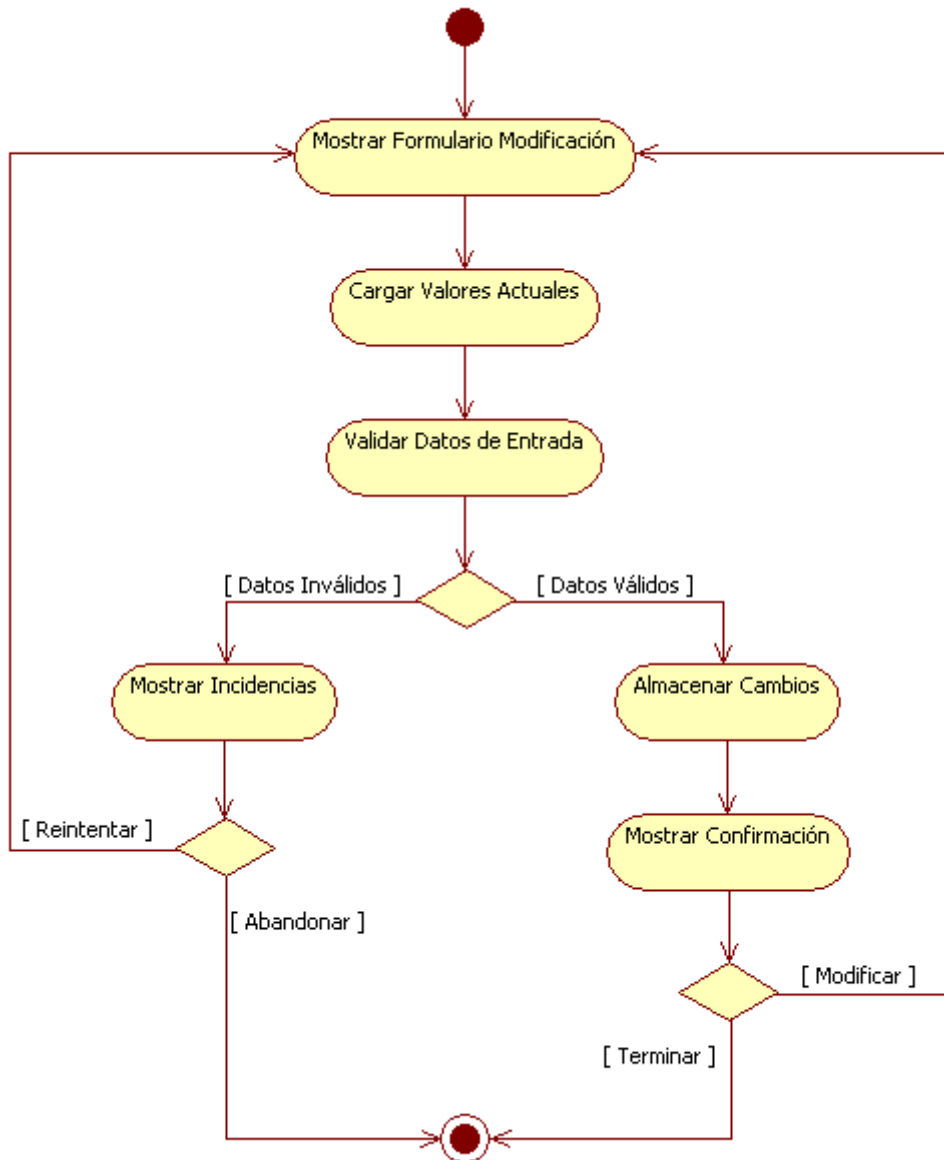 Mostrar Formulario Modificación
Cargar Valores Actuales
Validar Datos de Entrada
[ Datos Inválidos ]
[ Datos Válidos ]
Mostrar Incidencias
Almacenar Cambios
[ Reintentar ]
Mostrar Confirmación
[ Abandonar ]
[ Modificar ]
[ Terminar ]